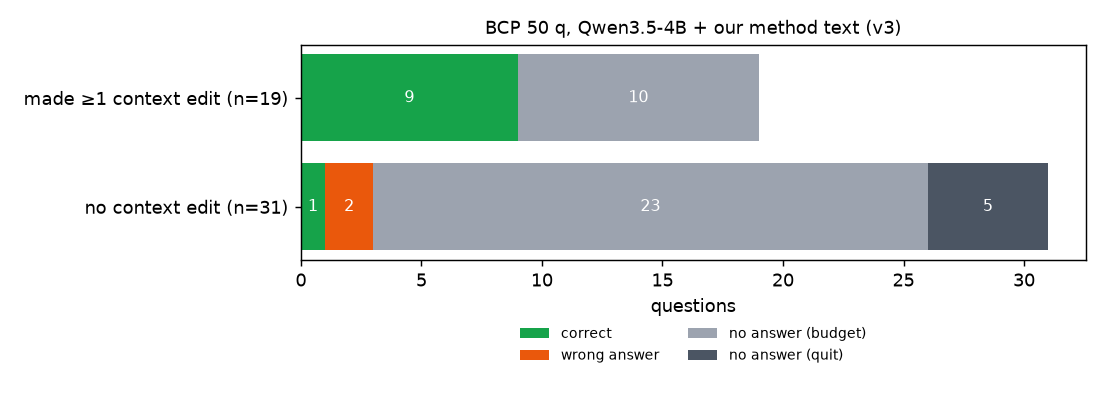 BCP 50 q, Qwen3.5-4B + our method text (v3)
made ≥1 context edit (n=19)
9
10
no context edit (n=31)
1
2
23
5
0
5
10
15
20
25
30
questions
correct
no answer (budget)
wrong answer
no answer (quit)